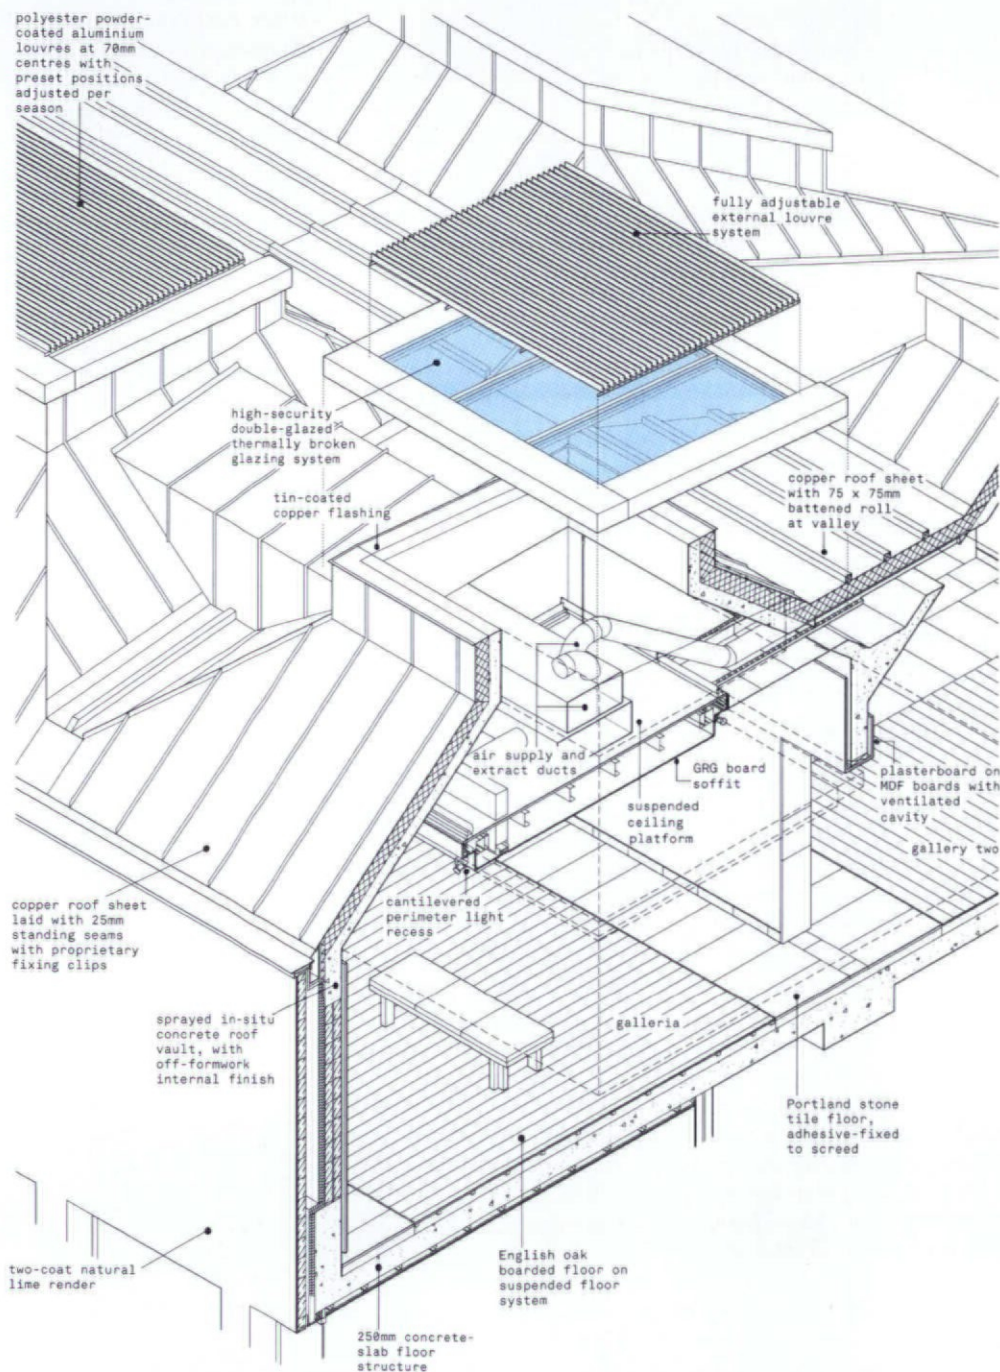 polyester powder-
coated aluminium
louvres at 70mm
centres with
preset positions
adjusted per
season
fully adjustable
external louvre
system
high-security
double-glazed
thermally broken
glazing system
tin-coated
copper flashing
copper roof sheet
with 75 x 75mm
battened roll
at valley
air supply and
extract ducts
GRG board
soffit
suspended
ceiling
platform
plasterboard on
MDF boards with
ventilated
cavity
gallery two
copper roof sheet
laid with 25mm
standing seams
with proprietary
fixing clips
cantilevered
perimeter light
recess
sprayed in-situ
concrete roof
vault, with
off-formwork
internal finish
galleria
Portland stone
tile floor,
adhesive-fixed
to screed
two-coat natural
lime render
English oak
boarded floor on
suspended floor
system
250mm concrete-
slab floor
structure